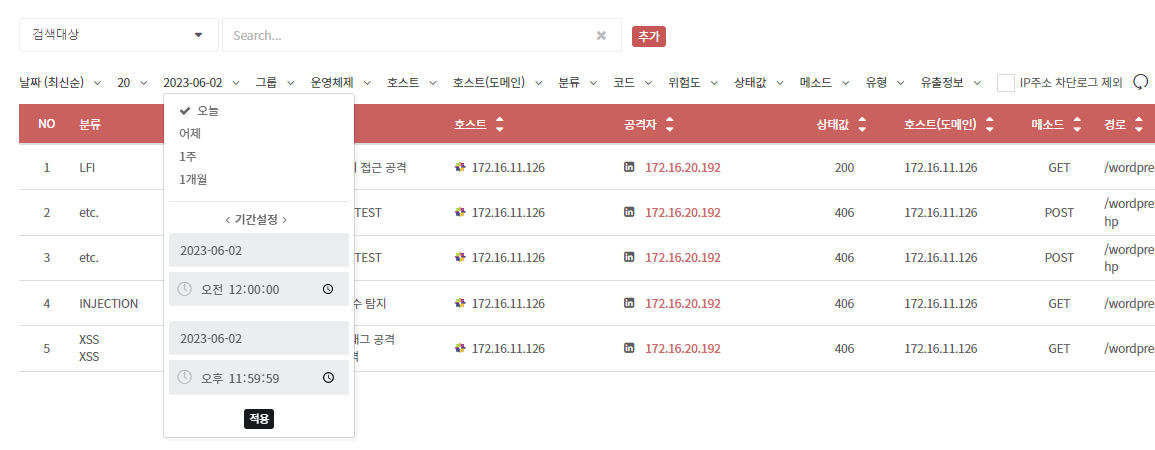 검색대상 Search... 추가
날짜 (최신순) 20 2023-06-02 그룹 운영체제 호스트 호스트(도메인) 분류 코드 위험도 상태값 메소드 유형 유출정보 IP주소 차단로그 제외
NO 분류 호스트 공격자 상태값 호스트(도메인) 메소드 경로
오늘
어제
1주
1개월
< 기간설정 >
2023-06-02
오전 12:00:00
2023-06-02
오후 11:59:59
적용
1 LFI 접근 공격 172.16.11.126 172.16.20.192 200 172.16.11.126 GET /wordpre
2 etc. TEST 172.16.11.126 172.16.20.192 406 172.16.11.126 POST /wordpre
hp
3 etc. TEST 172.16.11.126 172.16.20.192 406 172.16.11.126 POST /wordpre
hp
4 INJECTION 수 탐지 172.16.11.126 172.16.20.192 406 172.16.11.126 GET /wordpre
5 XSS 태그 공격 172.16.11.126 172.16.20.192 406 172.16.11.126 GET /wordpre
XSS